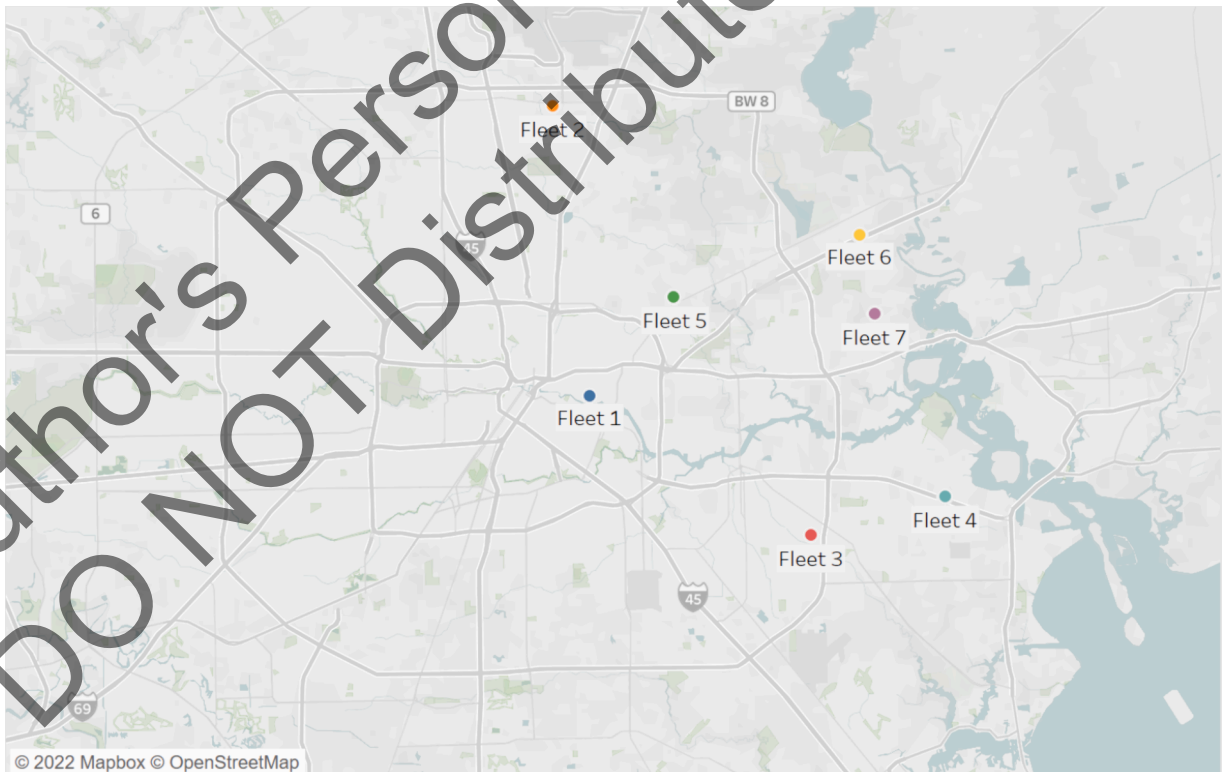 Author's Person
DO NOT Distribute
Fleet 2
BW 8
6
45
Fleet 6
Fleet 5
Fleet 7
Fleet 1
Fleet 4
Fleet 3
45
69
© 2022 Mapbox © OpenStreetMap